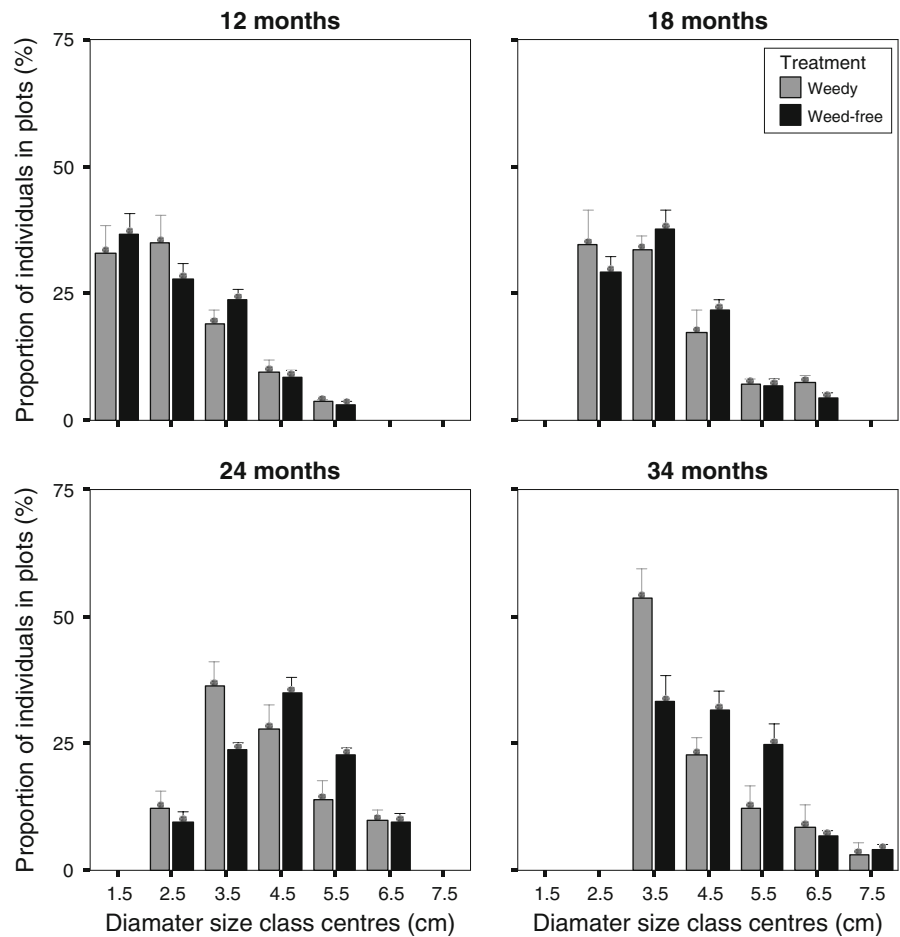 12 months
18 months
Proportion of individuals in plots (%)
75
50
25
0
Treatment
Weedy
Weed-free
24 months
34 months
Proportion of individuals in plots (%)
75
50
25
0
1.5 2.5 3.5 4.5 5.5 6.5 7.5
1.5 2.5 3.5 4.5 5.5 6.5 7.5
Diamater size class centres (cm)
Diamater size class centres (cm)